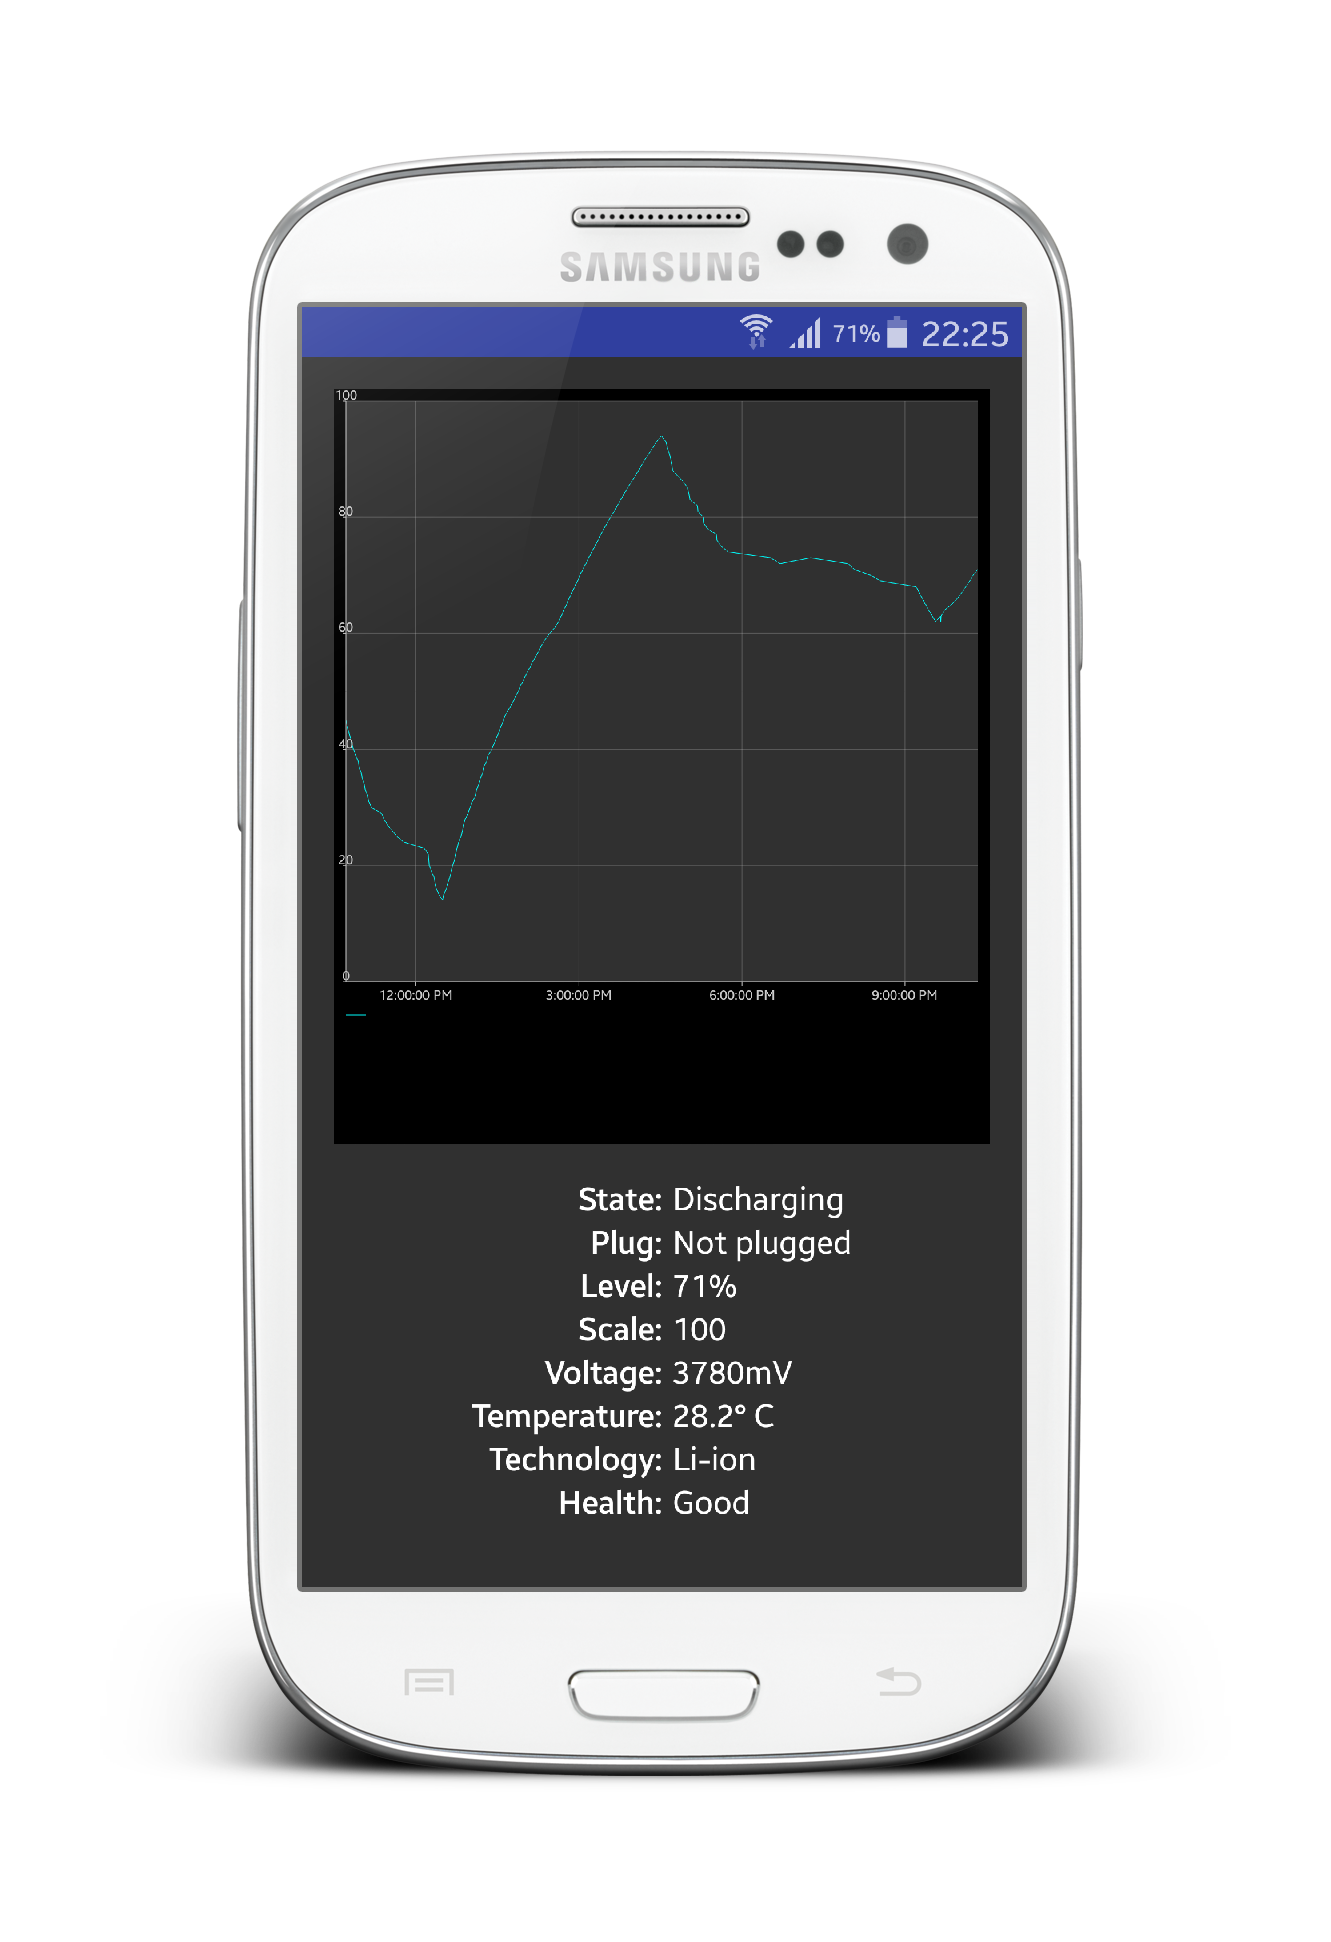 SAMSUNG
71% 22:25
100
80
60
40
20
0
12:00:00 PM 3:00:00 PM 6:00:00 PM 9:00:00 PM
State: Discharging
Plug: Not plugged
Level: 71%
Scale: 100
Voltage: 3780mV
Temperature: 28.2° C
Technology: Li-ion
Health: Good